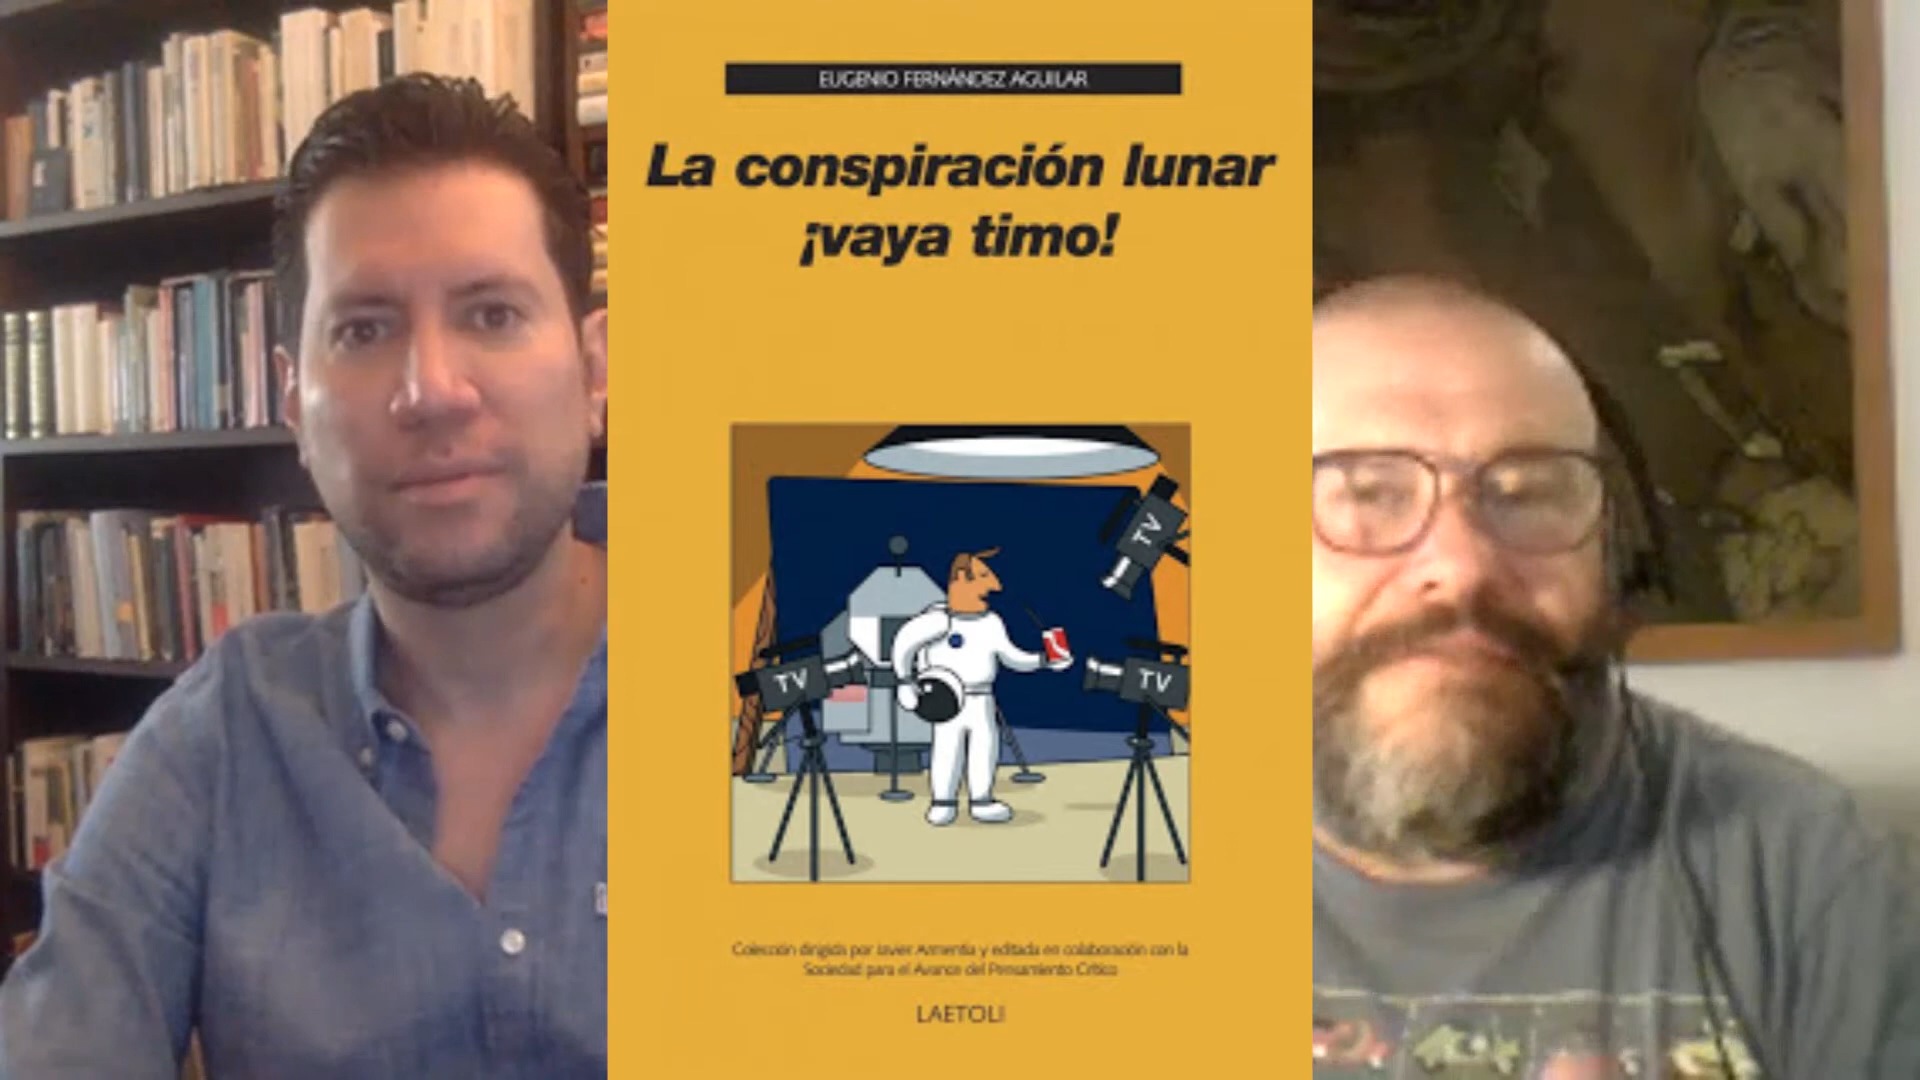 EUGENIO FERNÁNDEZ AGUILAR
La conspiración lunar
¡vaya timo!
TV
TV
TV
Colección dirigida por Javier Armentia y editada en colaboración con la
Sociedad para el Avance del Pensamiento Crítico
LAETOLI